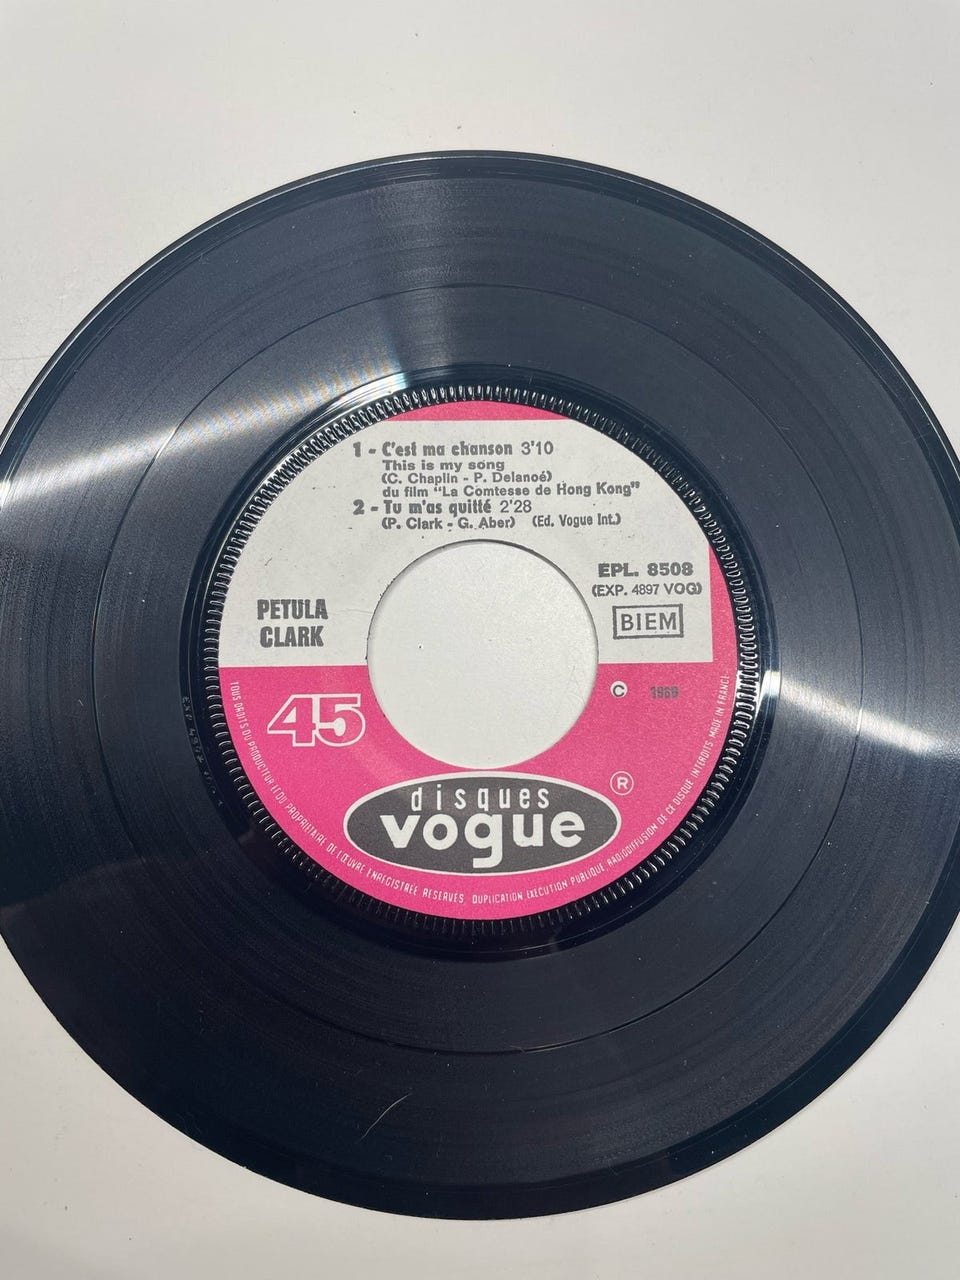 1 - C'est ma chanson 3'10
This is my song
(C. Chaplin - P. Delanoé)
du film "La Comtesse de Hong Kong"
2 - Tu m'as quitté 2'28
(P. Clark - G. Aber) (Ed. Vogue Int.)
EPL. 8508
(EXP. 4897 VOG)
BIEM
PETULA
CLARK
45
©
®
disques
vogue
TOUS DROITS DU PRODUCTEUR ET DU PROPRIETAIRE DE L'ŒUVRE ENREGISTRÉE RESERVÉS. DUPLICATION EXECUTION PUBLIQUE RADIODIFFUSION DE CE DISQUE INTERDITS. MADE IN FRANCE